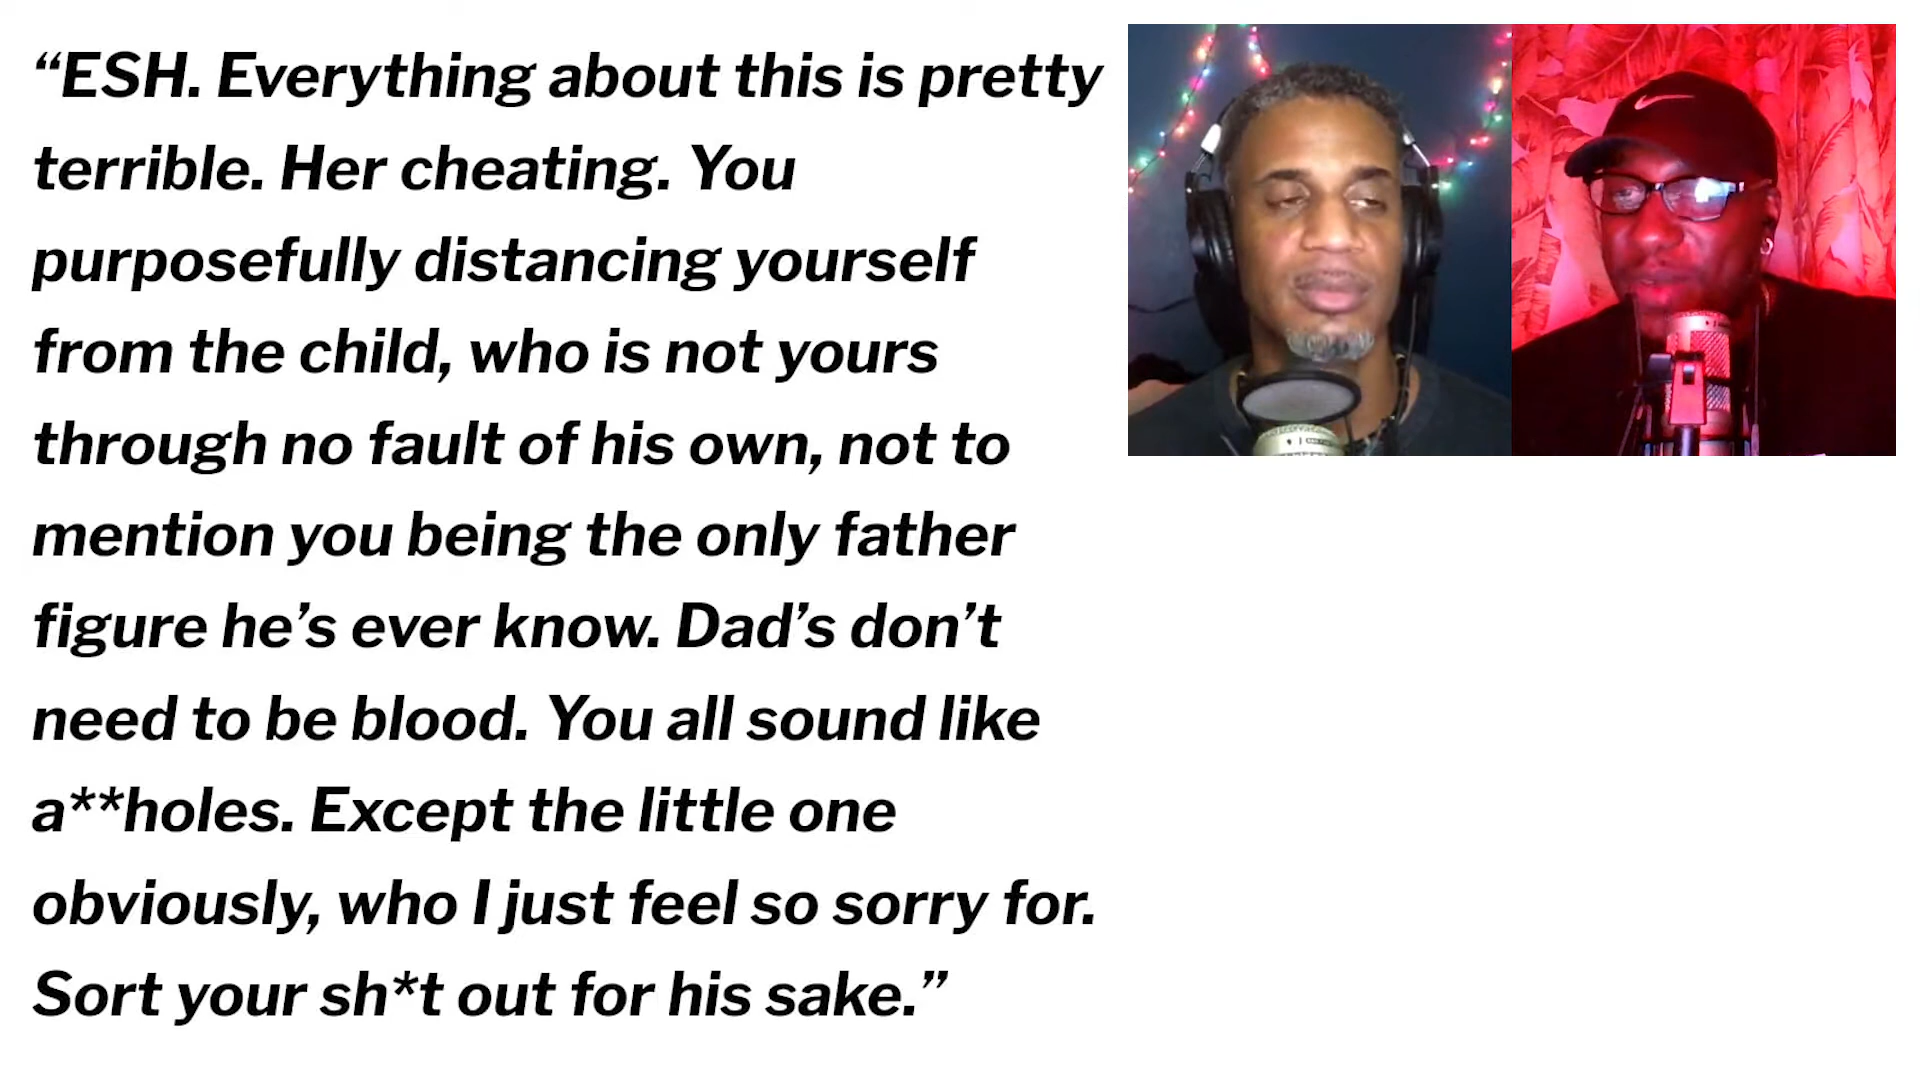 “ESH. Everything about this is pretty
terrible. Her cheating. You
purposefully distancing yourself
from the child, who is not yours
through no fault of his own, not to
mention you being the only father
figure he’s ever know. Dad’s don’t
need to be blood. You all sound like
a**holes. Except the little one
obviously, who I just feel so sorry for.
Sort your sh*t out for his sake.”